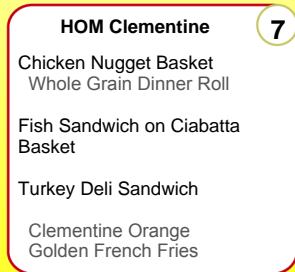 HOM Clementine
7
Chicken Nugget Basket
Whole Grain Dinner Roll
Fish Sandwich on Ciabatta
Basket
Turkey Deli Sandwich
Clementine Orange
Golden French Fries